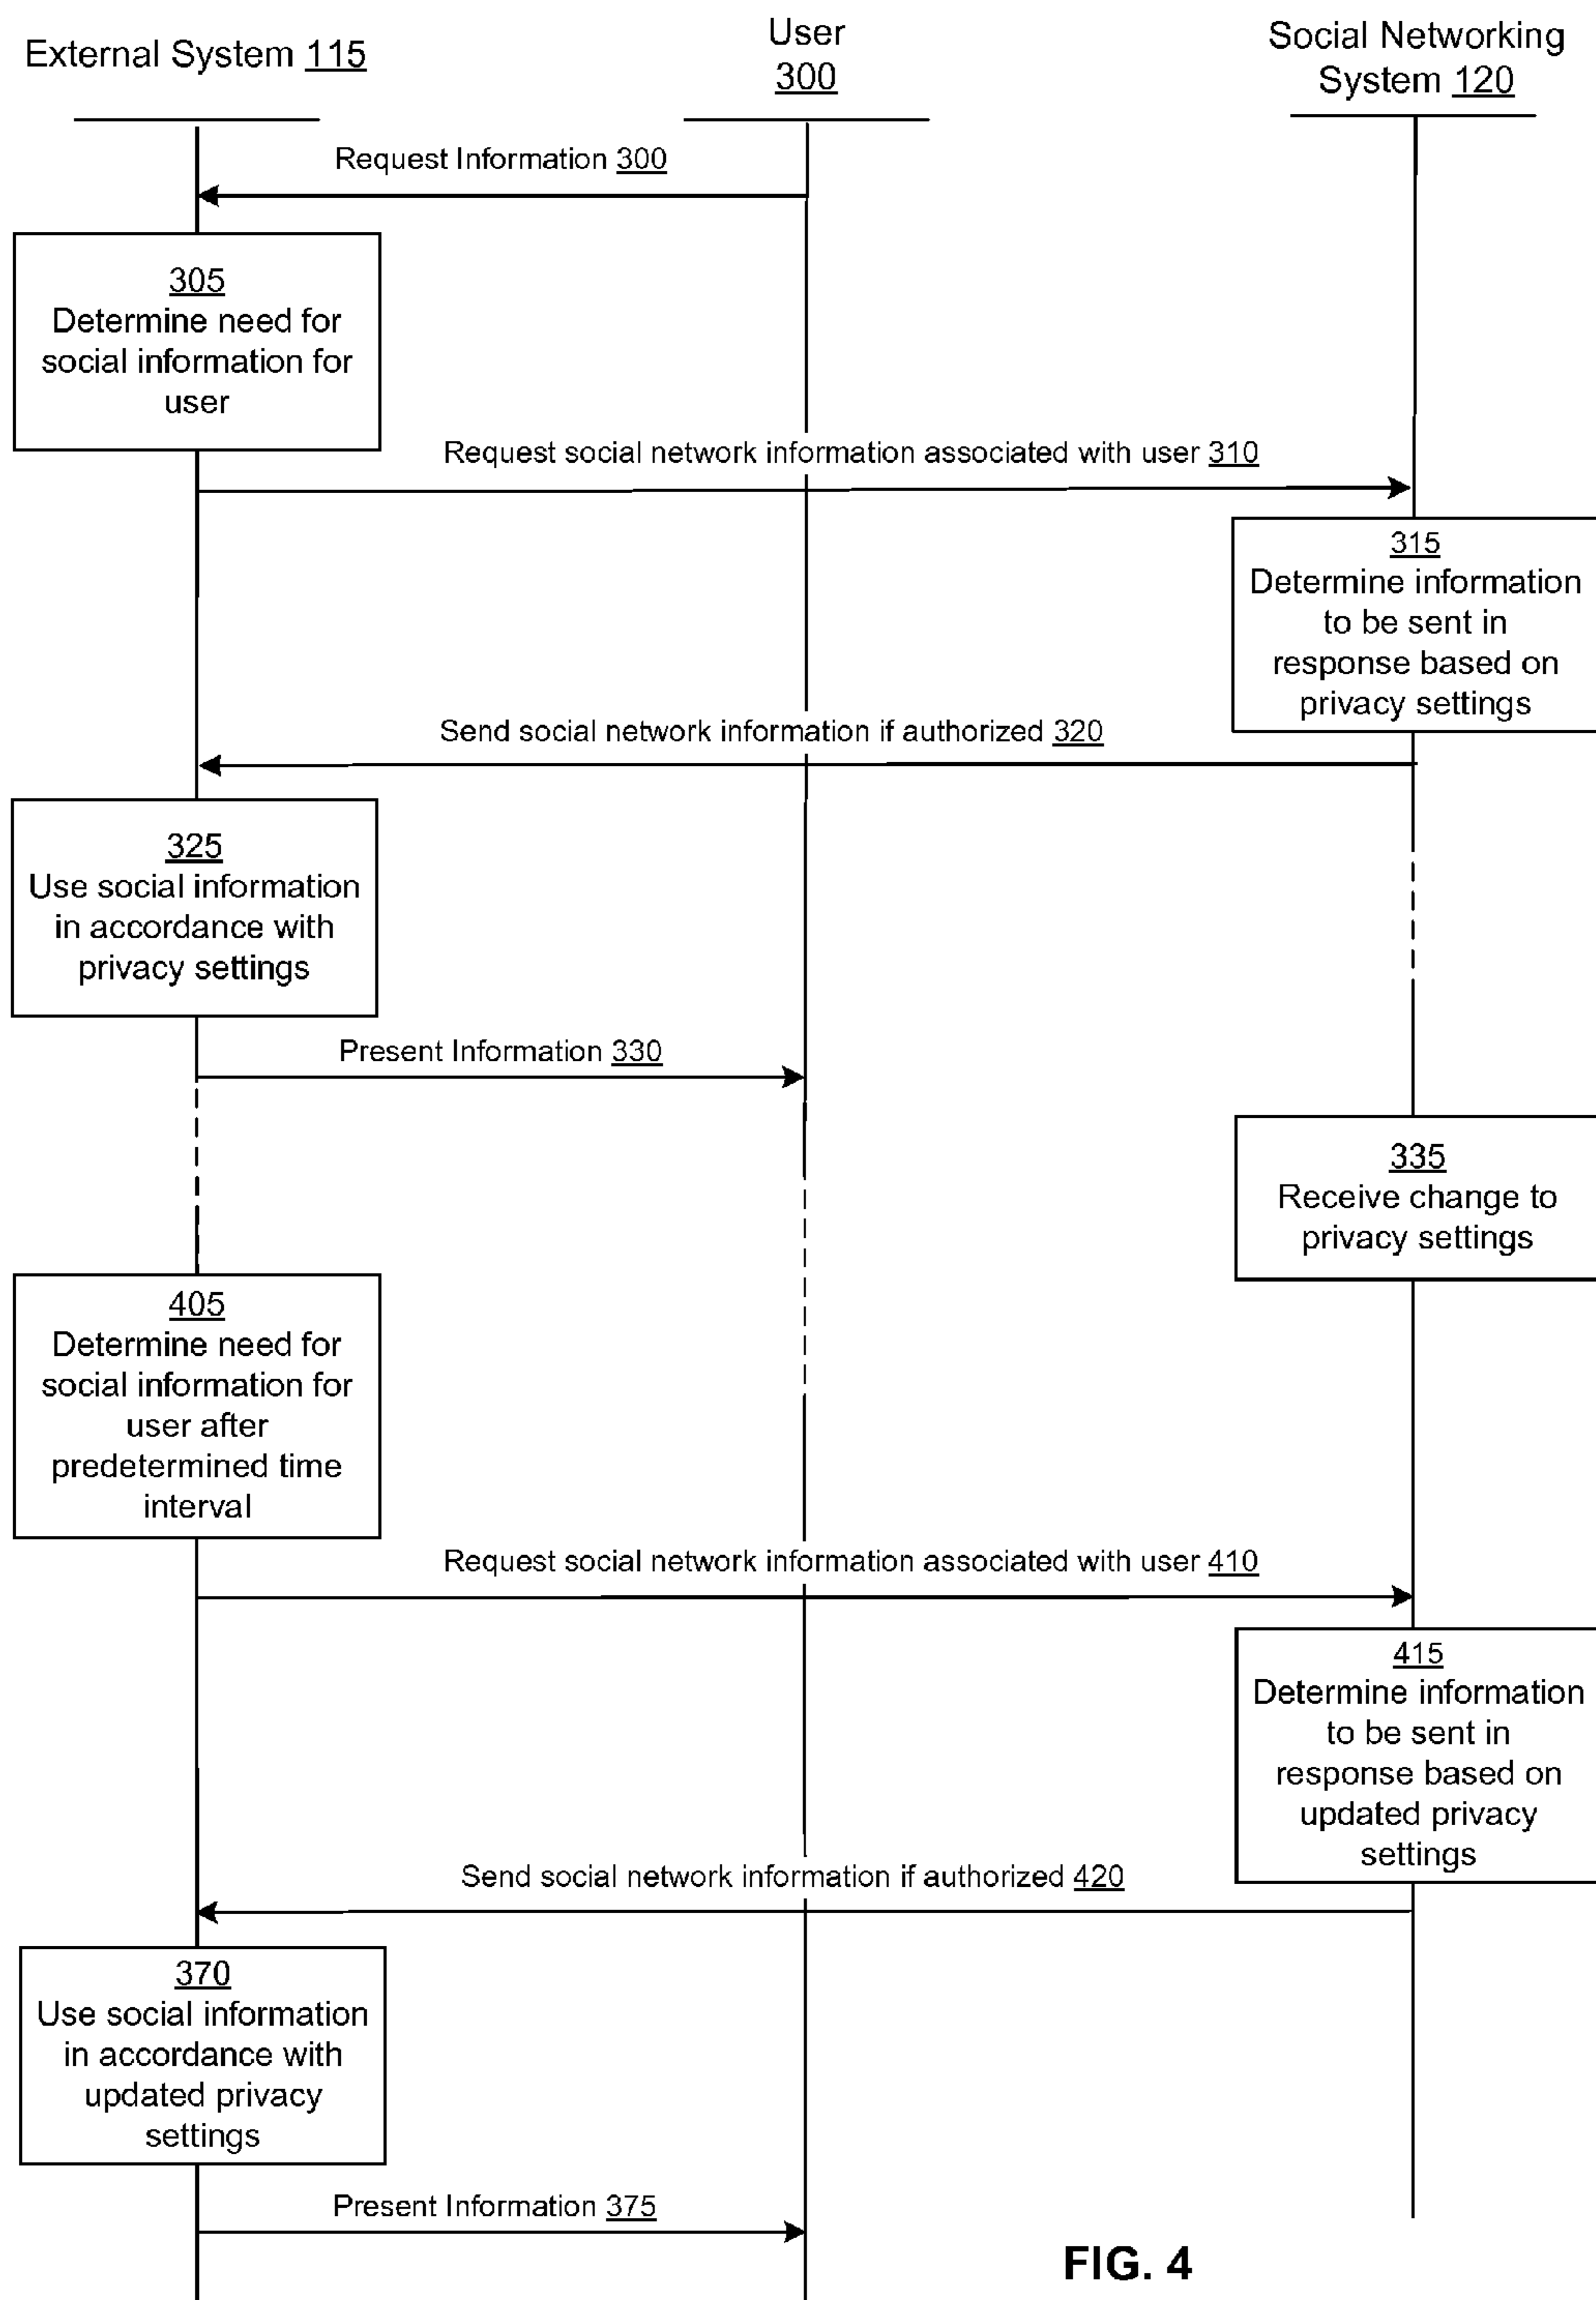 External System 115
User
300
Social Networking
System 120
Request Information 300
305
Determine need for
social information for
user
Request social network information associated with user 310
315
Determine information
to be sent in
response based on
privacy settings
Send social network information if authorized 320
325
Use social information
in accordance with
privacy settings
Present Information 330
335
Receive change to
privacy settings
405
Determine need for
social information for
user after
predetermined time
interval
Request social network information associated with user 410
415
Determine information
to be sent in
response based on
updated privacy
settings
Send social network information if authorized 420
370
Use social information
in accordance with
updated privacy
settings
Present Information 375
FIG. 4